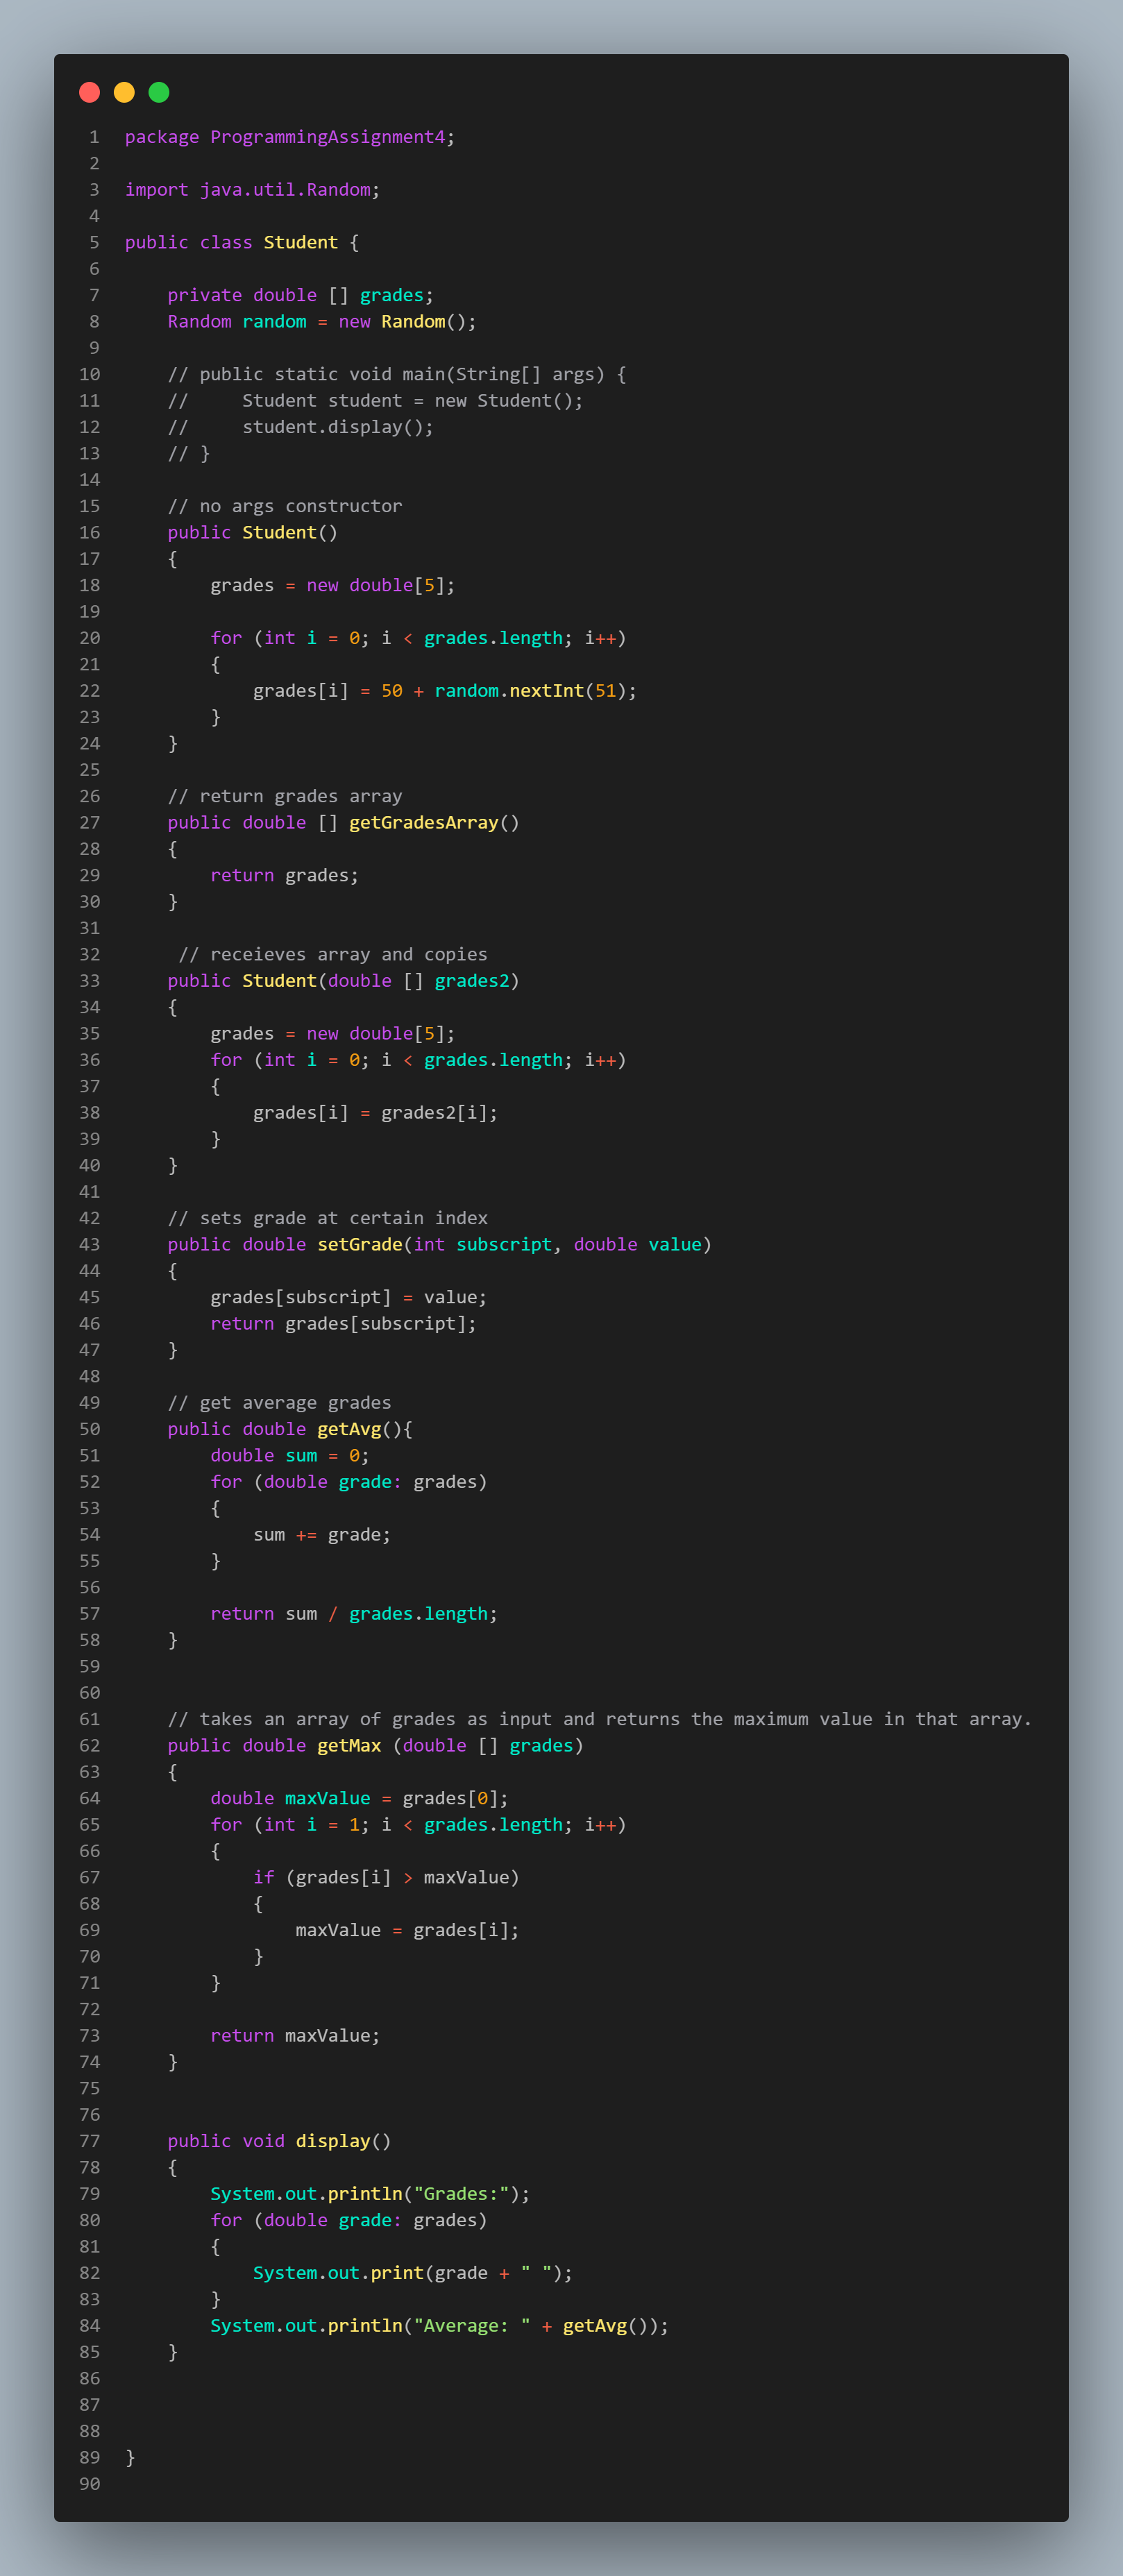 1 package ProgrammingAssignment4;
2
3 import java.util.Random;
4
5 public class Student {
6
7     private double [] grades;
8     Random random = new Random();
9
10     // public static void main(String[] args) {
11     //     Student student = new Student();
12     //     student.display();
13     // }
14
15     // no args constructor
16     public Student()
17     {
18         grades = new double[5];
19
20         for (int i = 0; i < grades.length; i++)
21         {
22             grades[i] = 50 + random.nextInt(51);
23         }
24     }
25
26     // return grades array
27     public double [] getGradesArray()
28     {
29         return grades;
30     }
31
32      // receieves array and copies
33     public Student(double [] grades2)
34     {
35         grades = new double[5];
36         for (int i = 0; i < grades.length; i++)
37         {
38             grades[i] = grades2[i];
39         }
40     }
41
42     // sets grade at certain index
43     public double setGrade(int subscript, double value)
44     {
45         grades[subscript] = value;
46         return grades[subscript];
47     }
48
49     // get average grades
50     public double getAvg(){
51         double sum = 0;
52         for (double grade: grades)
53         {
54             sum += grade;
55         }
56
57         return sum / grades.length;
58     }
59
60
61     // takes an array of grades as input and returns the maximum value in that array.
62     public double getMax (double [] grades)
63     {
64         double maxValue = grades[0];
65         for (int i = 1; i < grades.length; i++)
66         {
67             if (grades[i] > maxValue)
68             {
69                 maxValue = grades[i];
70             }
71         }
72
73         return maxValue;
74     }
75
76
77     public void display()
78     {
79         System.out.println("Grades:");
80         for (double grade: grades)
81         {
82             System.out.print(grade + " ");
83         }
84         System.out.println("Average: " + getAvg());
85     }
86
87
88
89 }
90